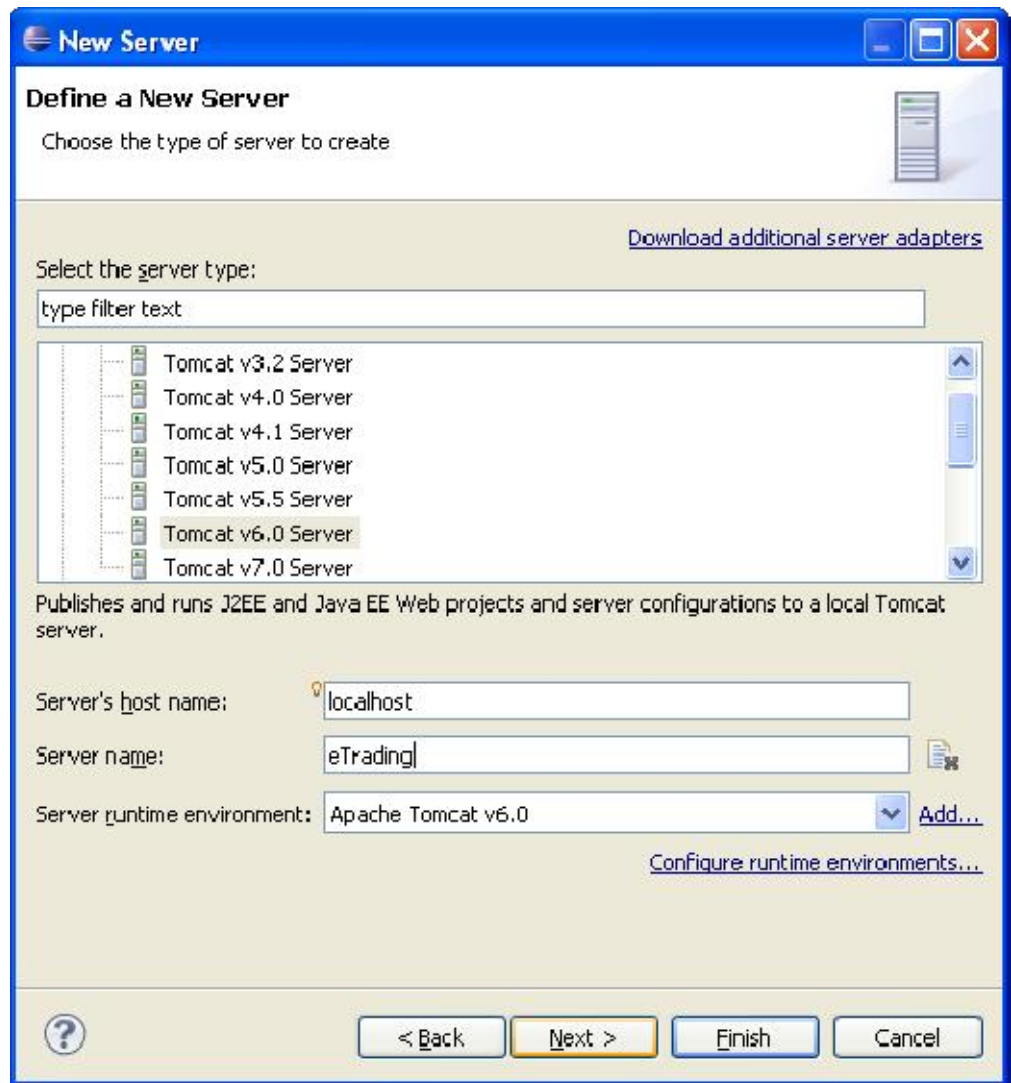 New Server
Define a New Server
Choose the type of server to create
Download additional server adapters
Select the server type:
type filter text
Tomcat v3.2 Server
Tomcat v4.0 Server
Tomcat v4.1 Server
Tomcat v5.0 Server
Tomcat v5.5 Server
Tomcat v6.0 Server
Tomcat v7.0 Server
Publishes and runs J2EE and Java EE Web projects and server configurations to a local Tomcat
server.
Server's host name: localhost
Server name: eTrading
Server runtime environment: Apache Tomcat v6.0 Add...
Configure runtime environments...
? < Back Next > Finish Cancel